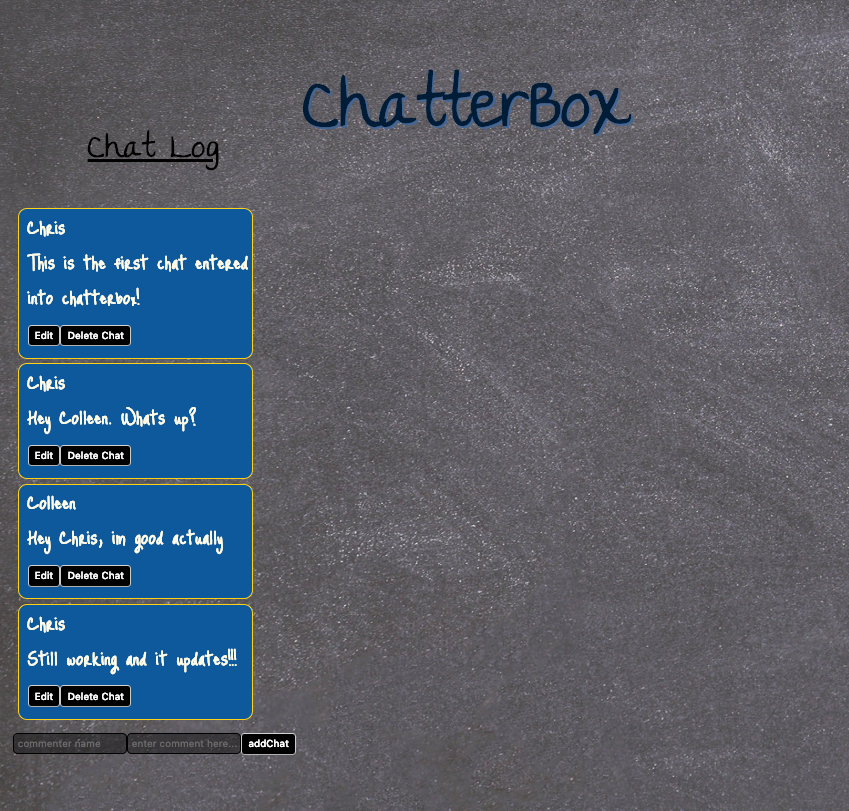 ChatterBox
Chat Log
Chris
This is the first chat entered
into chatterbox!
Edit Delete Chat
Chris
Hey Colleen. Whats up?
Edit Delete Chat
Colleen
Hey Chris, im good actually
Edit Delete Chat
Chris
Still working and it updates!!!
Edit Delete Chat
commenter name enter comment here... addChat